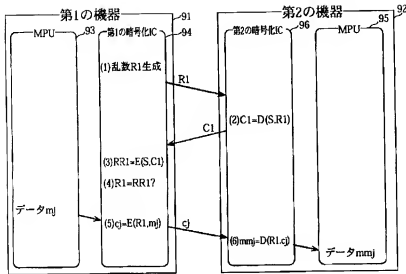 第1の機器
91
第2の機器
92
MPU
93
第1の暗号化IC
94
第2の暗号化IC
96
MPU
95
(1)乱数R1生成
R1
(2)C1=D(S,R1)
C1
(3)RR1=E(S,C1)
(4)R1=RR1?
データmj
(5)cj=E(R1,mj)
cj
(6)mmj=D(R1,cj)
データmmj